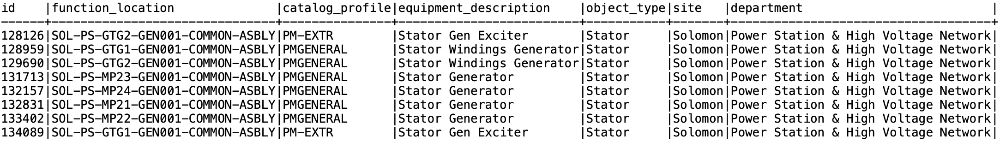 id    |function_location              |catalog_profile|equipment_description    |object_type|site   |department                          |
------+-------------------------------+---------------+-------------------------+-----------+-------+------------------------------------+
128126|SOL-PS-GTG2-GEN001-COMMON-ASBLY|PM-EXTR        |Stator Gen Exciter       |Stator     |Solomon|Power Station & High Voltage Network|
128959|SOL-PS-GTG1-GEN001-COMMON-ASBLY|PMGENERAL      |Stator Windings Generator|Stator     |Solomon|Power Station & High Voltage Network|
129690|SOL-PS-GTG2-GEN001-COMMON-ASBLY|PMGENERAL      |Stator Windings Generator|Stator     |Solomon|Power Station & High Voltage Network|
131713|SOL-PS-MP23-GEN001-COMMON-ASBLY|PMGENERAL      |Stator Generator         |Stator     |Solomon|Power Station & High Voltage Network|
132157|SOL-PS-MP24-GEN001-COMMON-ASBLY|PMGENERAL      |Stator Generator         |Stator     |Solomon|Power Station & High Voltage Network|
132831|SOL-PS-MP21-GEN001-COMMON-ASBLY|PMGENERAL      |Stator Generator         |Stator     |Solomon|Power Station & High Voltage Network|
133402|SOL-PS-MP22-GEN001-COMMON-ASBLY|PMGENERAL      |Stator Generator         |Stator     |Solomon|Power Station & High Voltage Network|
134089|SOL-PS-GTG1-GEN001-COMMON-ASBLY|PM-EXTR        |Stator Gen Exciter       |Stator     |Solomon|Power Station & High Voltage Network|